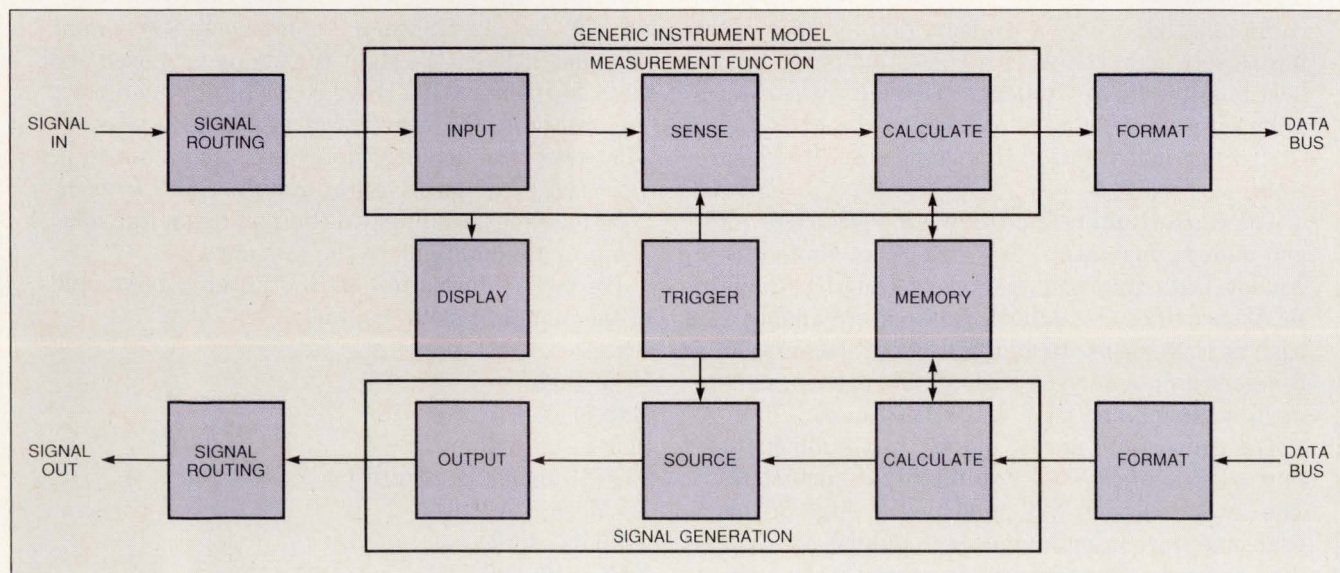 GENERIC INSTRUMENT MODEL
MEASUREMENT FUNCTION
SIGNAL
IN
SIGNAL
ROUTING
INPUT
SENSE
CALCULATE
FORMAT
DATA
BUS
DISPLAY
TRIGGER
MEMORY
SIGNAL
OUT
SIGNAL
ROUTING
OUTPUT
SOURCE
CALCULATE
FORMAT
DATA
BUS
SIGNAL GENERATION